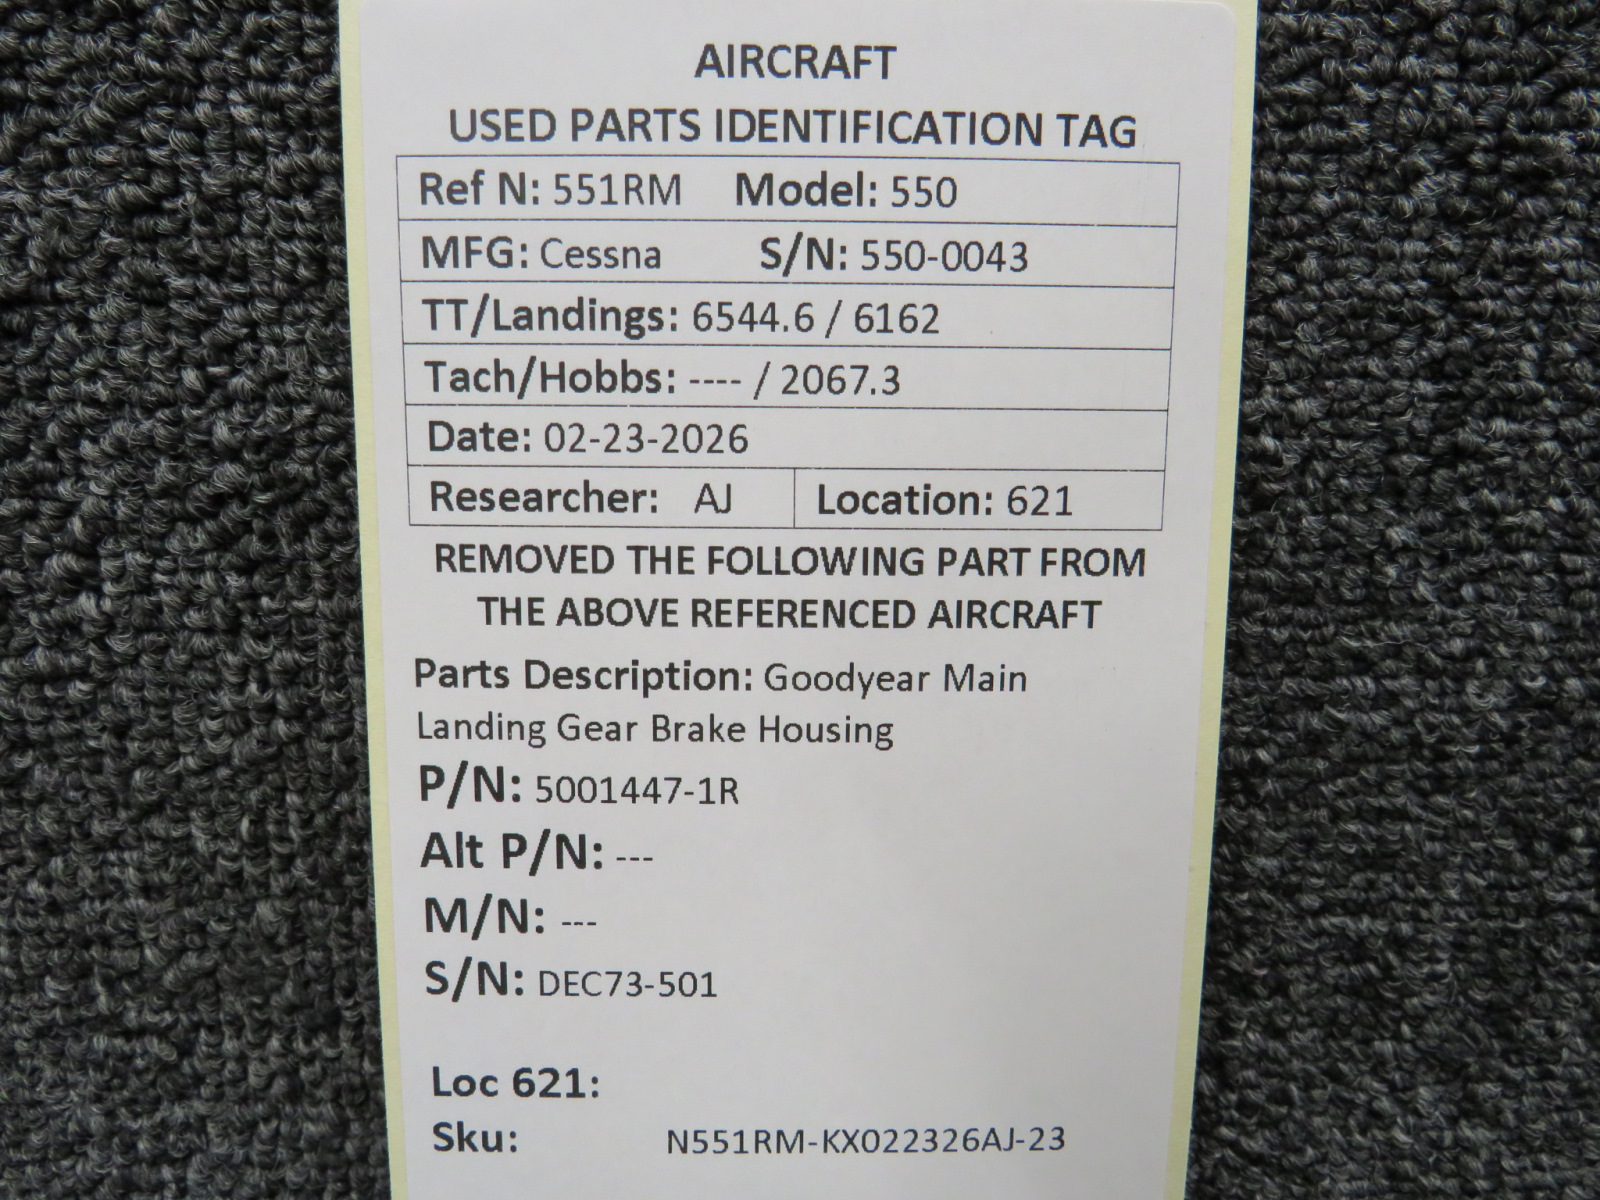 AIRCRAFT
USED PARTS IDENTIFICATION TAG
Ref N: 551RM Model: 550
MFG: Cessna S/N: 550-0043
TT/Landings: 6544.6 / 6162
Tach/Hobbs: ---- / 2067.3
Date: 02-23-2026
Researcher: AJ Location: 621
REMOVED THE FOLLOWING PART FROM
THE ABOVE REFERENCED AIRCRAFT
Parts Description: Goodyear Main
Landing Gear Brake Housing
P/N: 5001447-1R
Alt P/N: ---
M/N: ---
S/N: DEC73-501
Loc 621:
Sku: N551RM-KX022326AJ-23